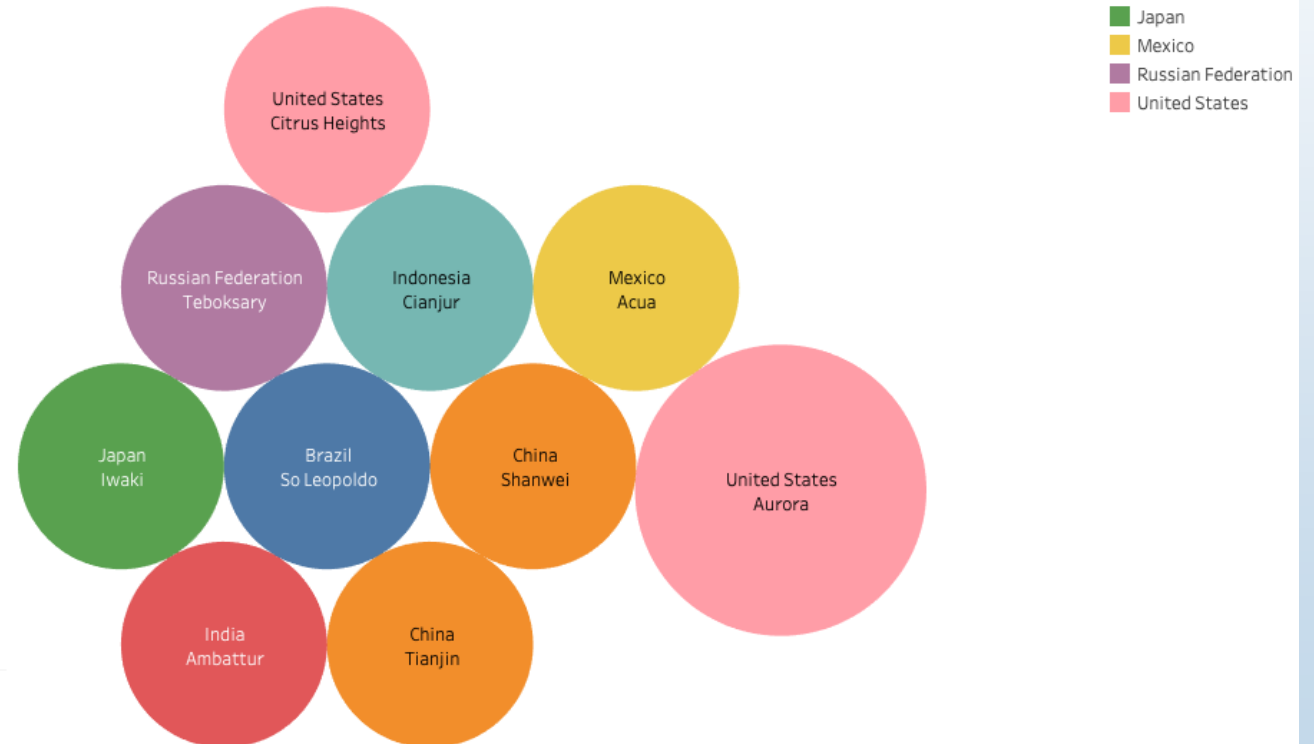 United States
Citrus Heights
Russian Federation
Teboksary
Indonesia
Cianjur
Mexico
Acua
Japan
Iwaki
Brazil
So Leopoldo
China
Shanwei
United States
Aurora
India
Ambattur
China
Tianjin
Japan
Mexico
Russian Federation
United States